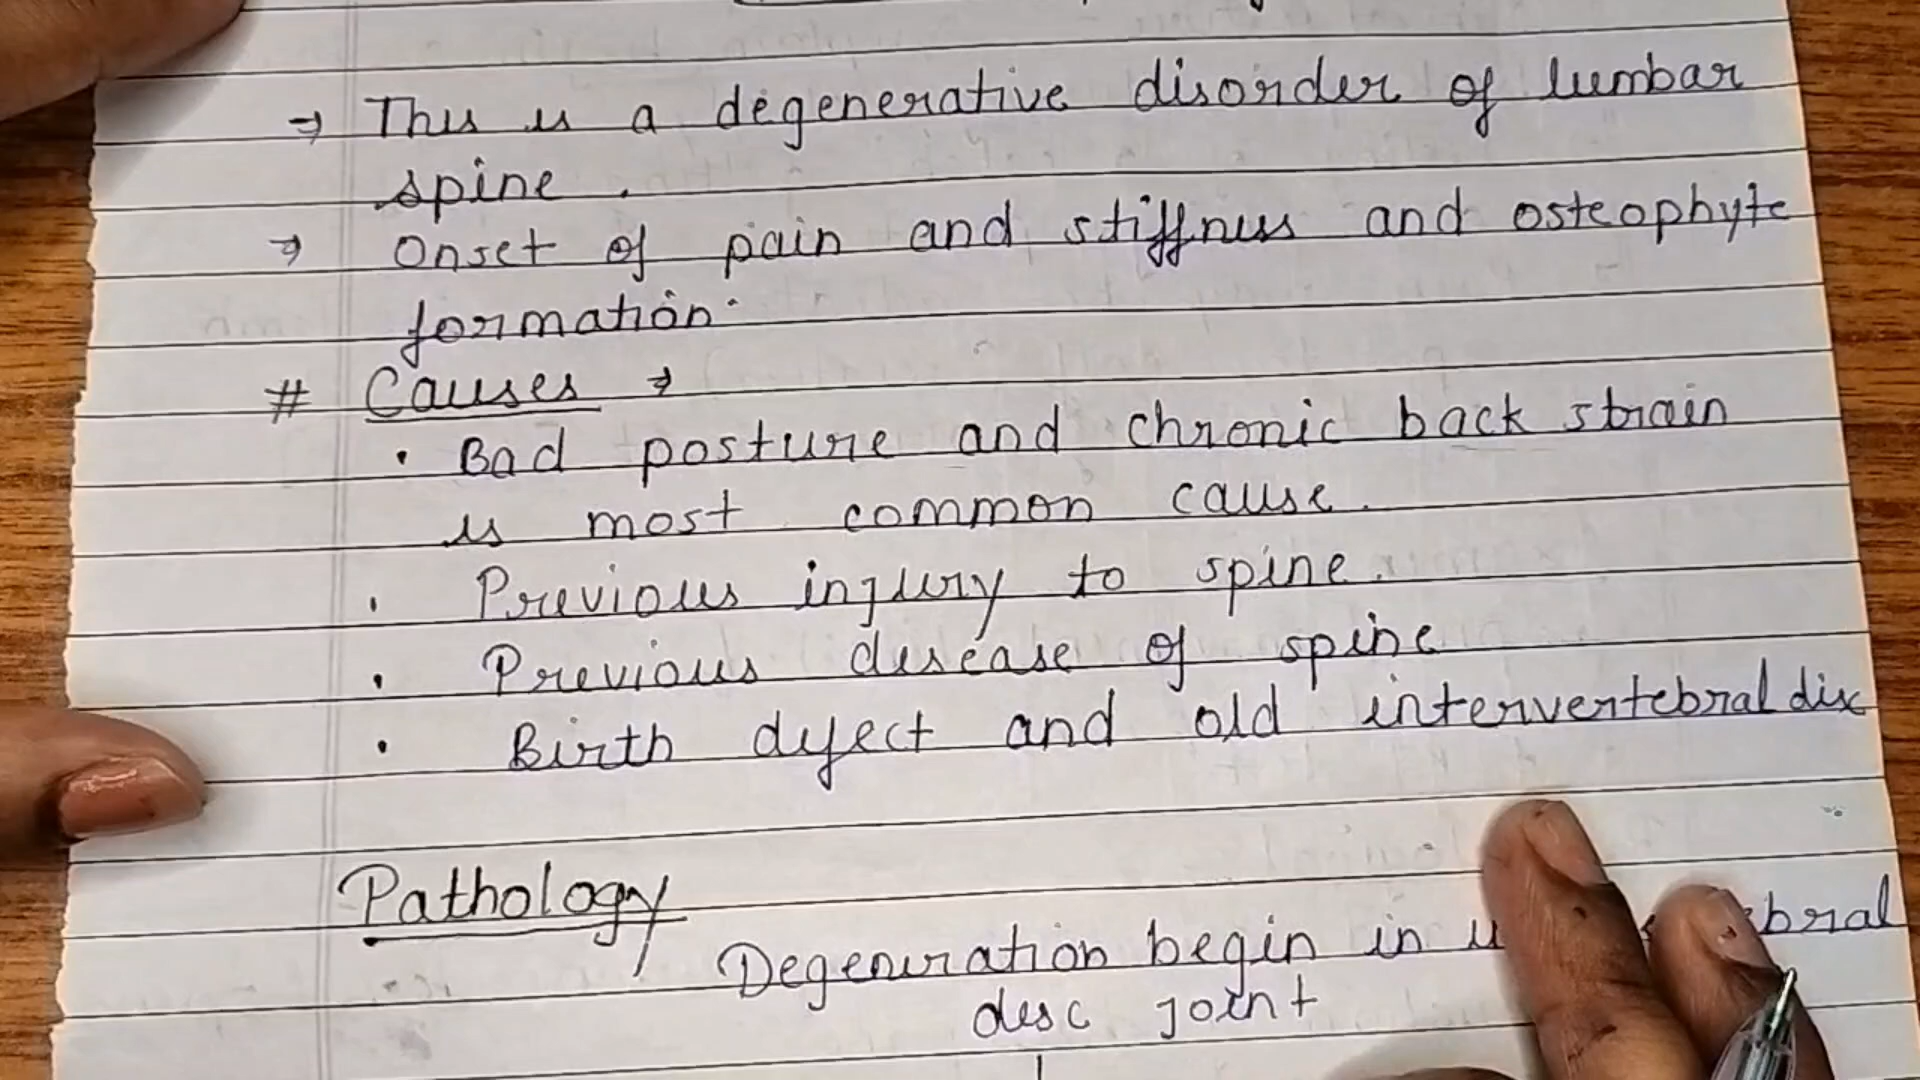 → This is a degenerative disorder of lumbar
spine.
→ Onset of pain and stiffness and osteophyte
formation.
# Causes →
• Bad posture and chronic back strain
is most common cause.
• Previous injury to spine.
• Previous disease of spine
• Birth defect and old intervertebral disc
Pathology
Degeneration begin in
desc joint